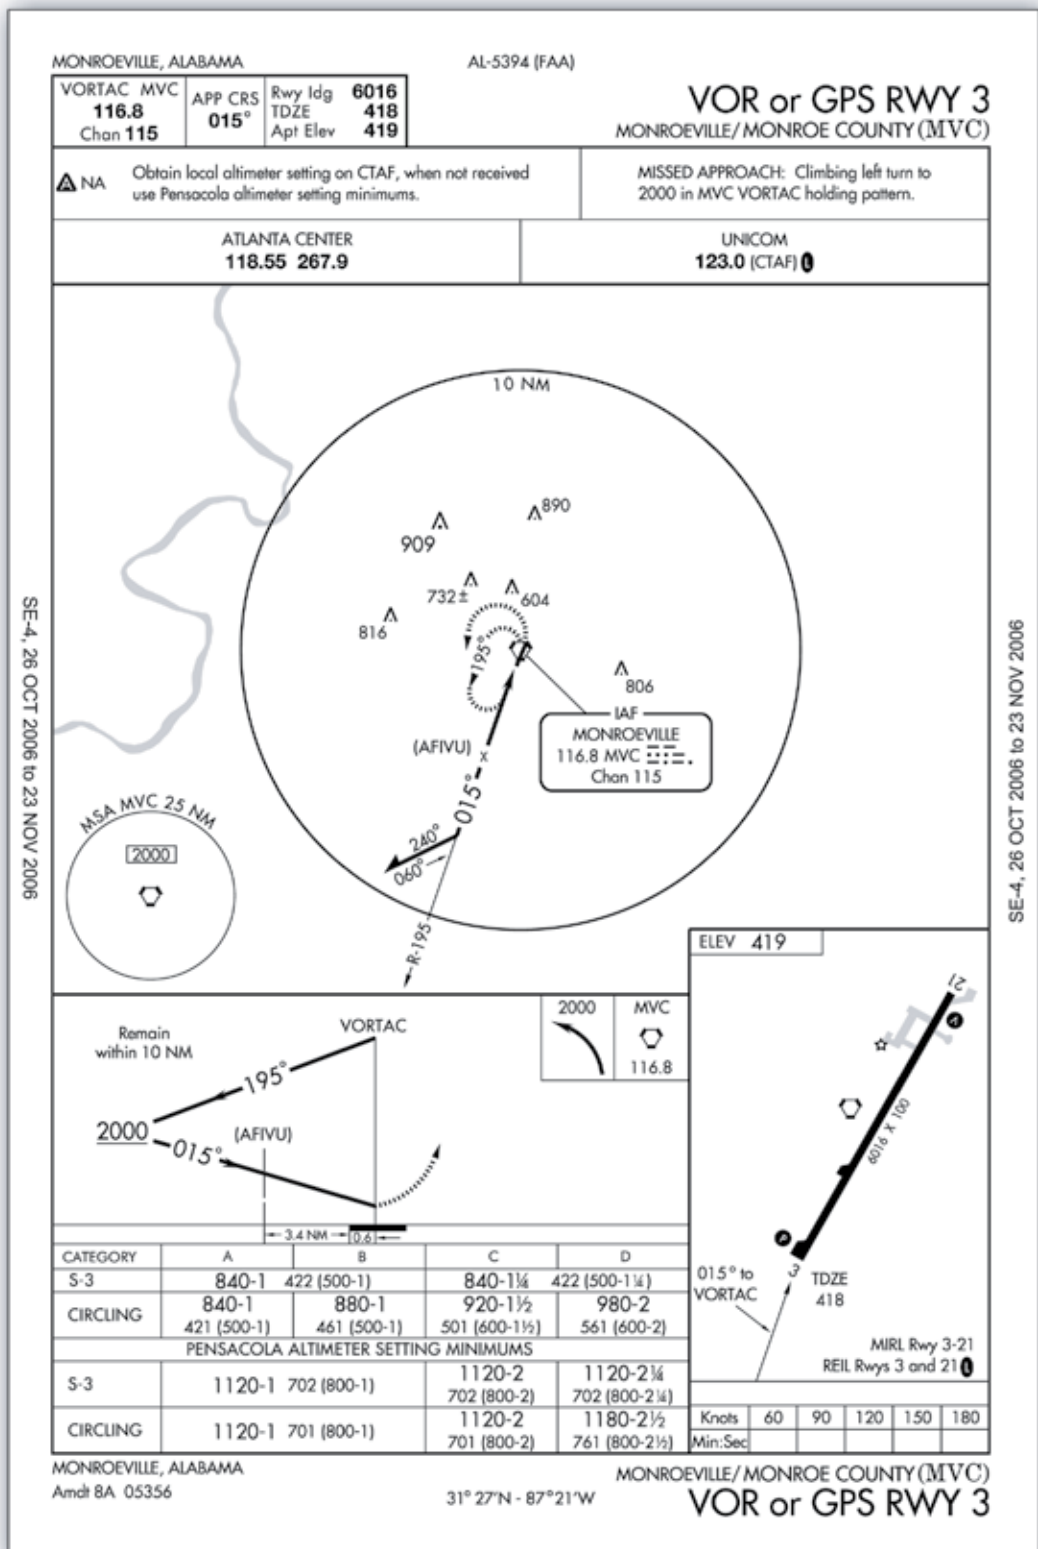 MONROEVILLE, ALABAMA
AL-5394 (FAA)
VORTAC MVC
116.8
Chan 115
APP CRS
015°
Rwy ldg 6016
TDZE 418
Apt Elev 419
VOR or GPS RWY 3
MONROEVILLE/MONROE COUNTY (MVC)
A NA
Obtain local altimeter setting on CTAF, when not received
use Pensacola altimeter setting minimums.
MISSED APPROACH: Climbing left turn to
2000 in MVC VORTAC holding pattern.
ATLANTA CENTER
118.55 267.9
UNICOM
123.0 (CTAF) L
10 NM
890
909
732±
604
816
195°
806
IAF
MONROEVILLE
116.8 MVC
Chan 115
(AFIVU)
x
015°
240°
060°
R-195
MSA MVC 25 NM
2000
SE-4, 26 OCT 2006 to 23 NOV 2006
SE-4, 26 OCT 2006 to 23 NOV 2006
ELEV 419
21
V
6016 X 100
P
3
015° to
VORTAC
TDZE
418
MIRL Rwy 3-21
REIL Rwys 3 and 21 L
Remain
within 10 NM
VORTAC
195°
2000
015°
(AFIVU)
3.4 NM
0.6
2000
MVC
116.8
CATEGORY A B C D
S-3 840-1 422 (500-1) 840-1¼ 422 (500-1¼)
CIRCLING 840-1 880-1 920-1½ 980-2
421 (500-1) 461 (500-1) 501 (600-1½) 561 (600-2)
PENSACOLA ALTIMETER SETTING MINIMUMS
S-3 1120-1 702 (800-1) 1120-2 1120-2¼
702 (800-2) 702 (800-2¼)
CIRCLING 1120-1 701 (800-1) 1120-2 1180-2½
701 (800-2) 761 (800-2½)
Knots 60 90 120 150 180
Min:Sec
MONROEVILLE, ALABAMA
Amdt 8A 05356
31°27'N - 87°21'W
MONROEVILLE/MONROE COUNTY (MVC)
VOR or GPS RWY 3